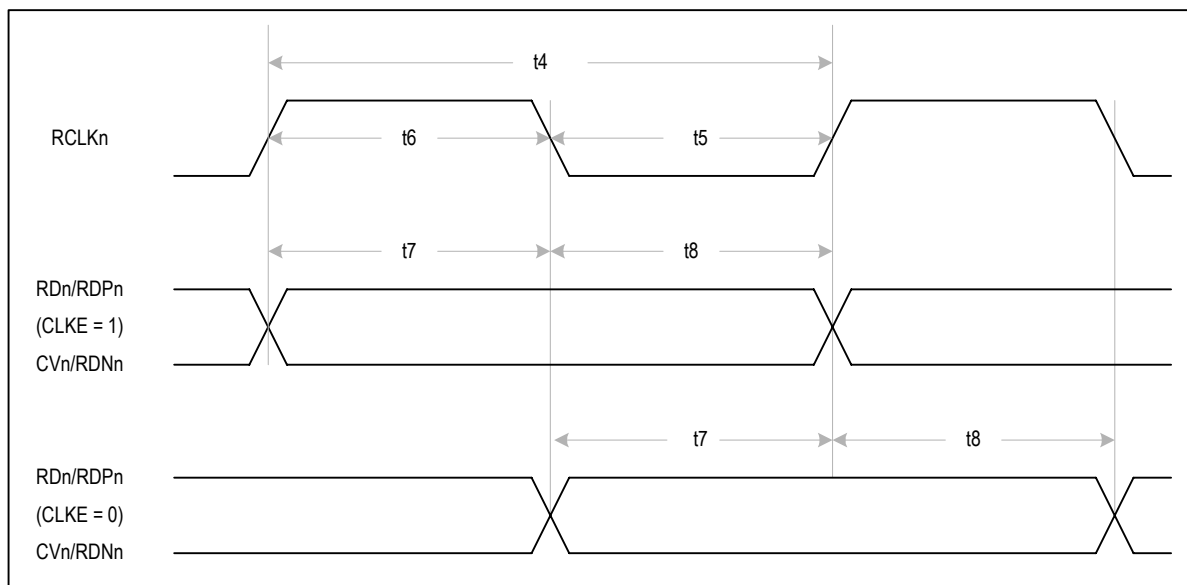 t4
RCLKn
t6
t5
t7
t8
RDn/RDPn
(CLKE = 1)
CVn/RDNn
t7
t8
RDn/RDPn
(CLKE = 0)
CVn/RDNn